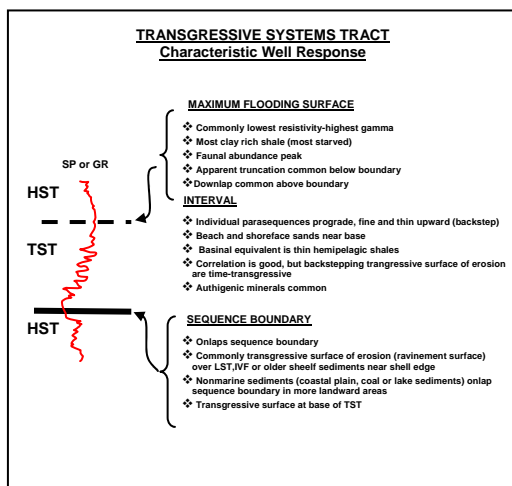 TRANSGRESSIVE SYSTEMS TRACT
Characteristic Well Response
MAXIMUM FLOODING SURFACE
❖ Commonly lowest resistivity-highest gamma
❖ Most clay rich shale (most starved)
❖ Faunal abundance peak
❖ Apparent truncation common below boundary
❖ Downlap common above boundary
SP or GR
HST
TST
HST
INTERVAL
❖ Individual parasequences prograde, fine and thin upward (backstep)
❖ Beach and shoreface sands near base
❖ Basinal equivalent is thin hemipelagic shales
❖ Correlation is good, but backstepping trangressive surface of erosion
are time-transgressive
❖ Authigenic minerals common
SEQUENCE BOUNDARY
❖ Onlaps sequence boundary
❖ Commonly transgressive surface of erosion (ravinement surface)
over LST,IVF or older sheelf sediments near shell edge
❖ Nonmarine sediments (coastal plain, coal or lake sediments) onlap
sequence boundary in more landward areas
❖ Transgressive surface at base of TST